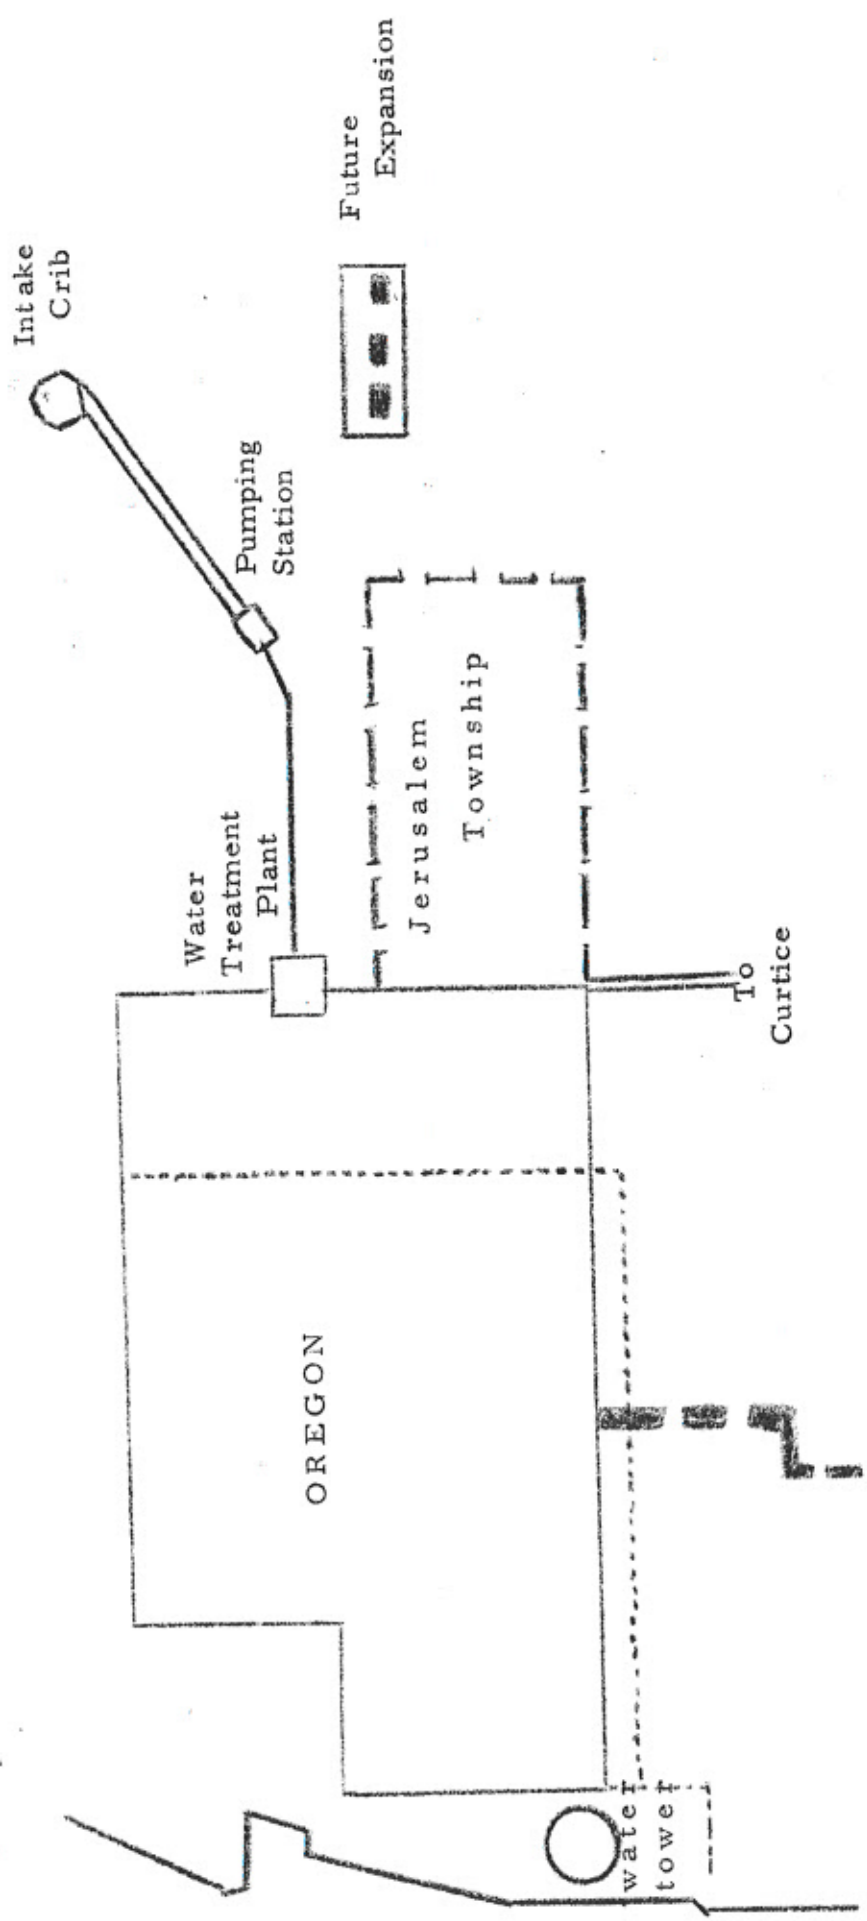 Intake
Crib
Future
Expansion
Pumping
Station
Water
Treatment
Plant
Jerusalem
Township
To
Curtice
OREGON
water
tower